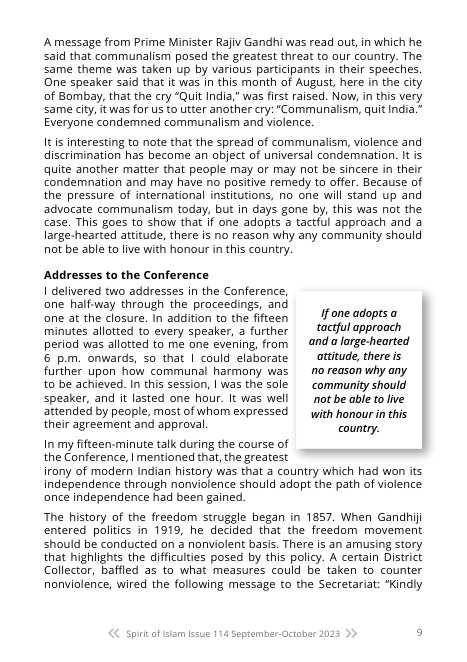 A message from Prime Minister Rajiv Gandhi was read out, in which he
said that communalism posed the greatest threat to our country. The
same theme was taken up by various participants in their speeches.
One speaker said that it was in this month of August, here in the city
of Bombay, that the cry “Quit India,” was first raised. Now, in this very
same city, it was for us to utter another cry: “Communalism, quit India.”
Everyone condemned communalism and violence.
It is interesting to note that the spread of communalism, violence and
discrimination has become an object of universal condemnation. It is
quite another matter that people may or may not be sincere in their
condemnation and may have no positive remedy to offer. Because of
the pressure of international institutions, no one will stand up and
advocate communalism today, but in days gone by, this was not the
case. This goes to show that if one adopts a tactful approach and a
large-hearted attitude, there is no reason why any community should
not be able to live with honour in this country.
Addresses to the Conference
I delivered two addresses in the Conference,
one half-way through the proceedings, and
one at the closure. In addition to the fifteen
minutes allotted to every speaker, a further
period was allotted to me one evening, from
6 p.m. onwards, so that I could elaborate
further upon how communal harmony was
to be achieved. In this session, I was the sole
speaker, and it lasted one hour. It was well
attended by people, most of whom expressed
their agreement and approval.
If one adopts a
tactful approach
and a large-hearted
attitude, there is
no reason why any
community should
not be able to live
with honour in this
country.
In my fifteen-minute talk during the course of
the Conference, I mentioned that, the greatest
irony of modern Indian history was that a country which had won its
independence through nonviolence should adopt the path of violence
once independence had been gained.
The history of the freedom struggle began in 1857. When Gandhiji
entered politics in 1919, he decided that the freedom movement
should be conducted on a nonviolent basis. There is an amusing story
that highlights the difficulties posed by this policy. A certain District
Collector, baffled as to what measures could be taken to counter
nonviolence, wired the following message to the Secretariat: “Kindly
Spirit of Islam Issue 114 September-October 2023
9